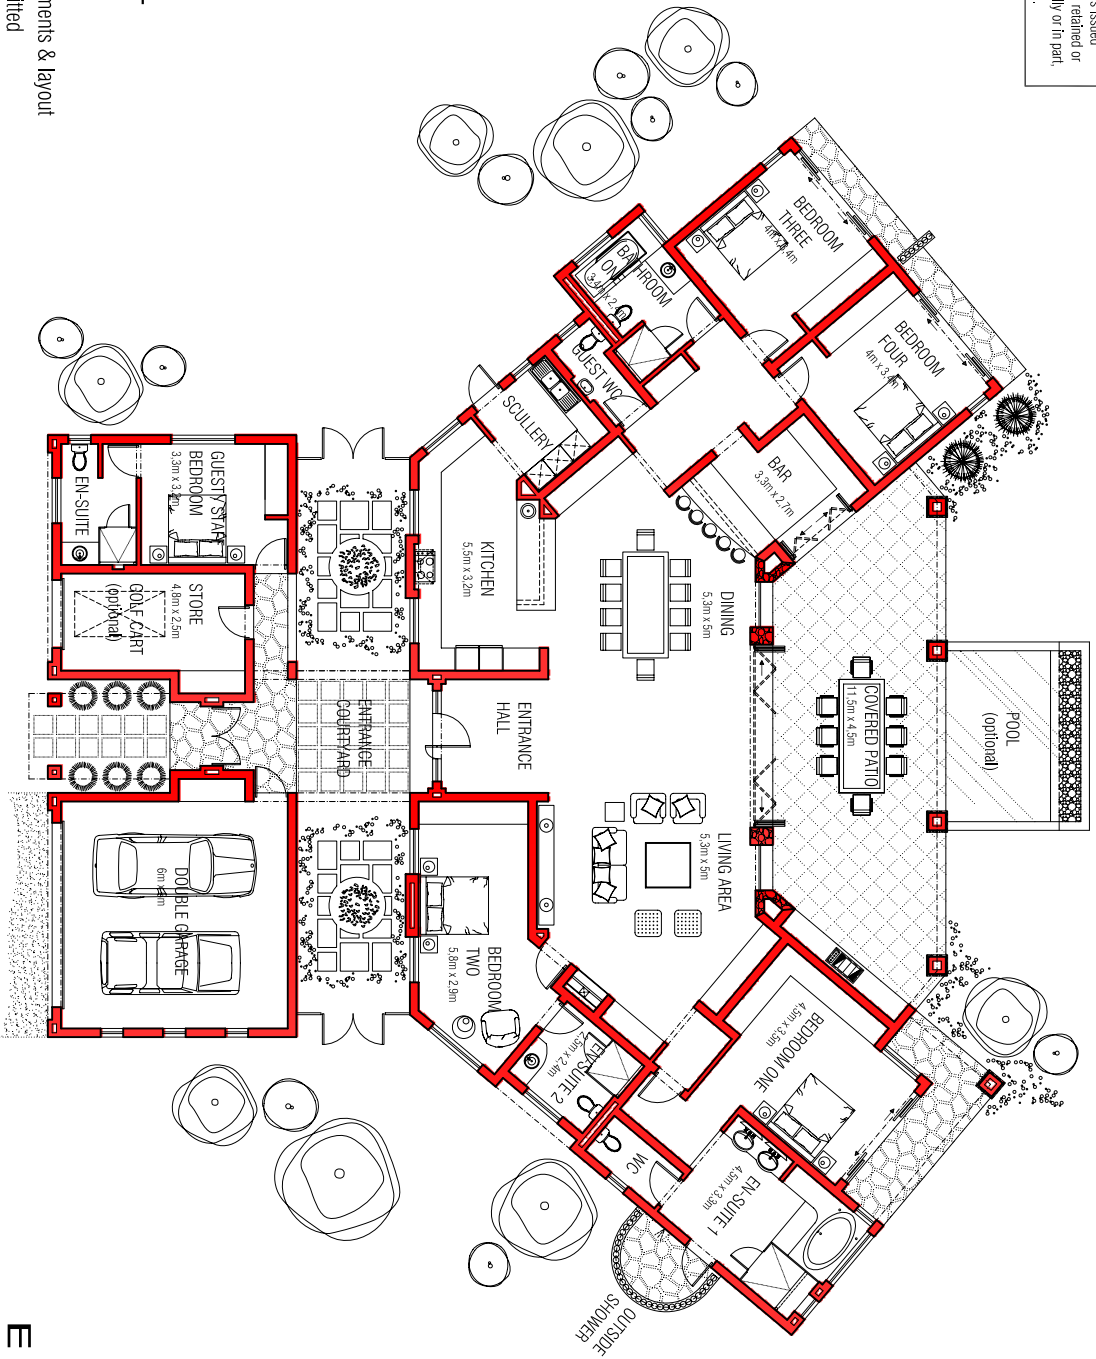 s issued
retained or
lly or in part,
ments & layout
itted
BEDROOM
THREE
4m x 3,4m
BEDROOM
FOUR
4m x 3,4m
BATHROOM
ONE
GUEST WC
SCULLERY
BAR
3,3m x 2,7m
KITCHEN
5,5m x 3,2m
DINING
5,3m x 5m
COVERED PATIO
11,5m x 4,5m
POOL
(optional)
GUEST/STAFF
BEDROOM
EN-SUITE
STORE
4,8m x 2,5m
GOLF CART
(optional)
ENTRANCE
COURTYARD
ENTRANCE
HALL
LIVING AREA
5,3m x 5m
DOUBLE GARAGE
BEDROOM
TWO
5,8m x 2,9m
EN-SUITE 2
2,5m x 2,4m
BEDROOM ONE
4,5m x 3,5m
WC
EN-SUITE 1
4,5m x 3,3m
OUTSIDE
SHOWER
E